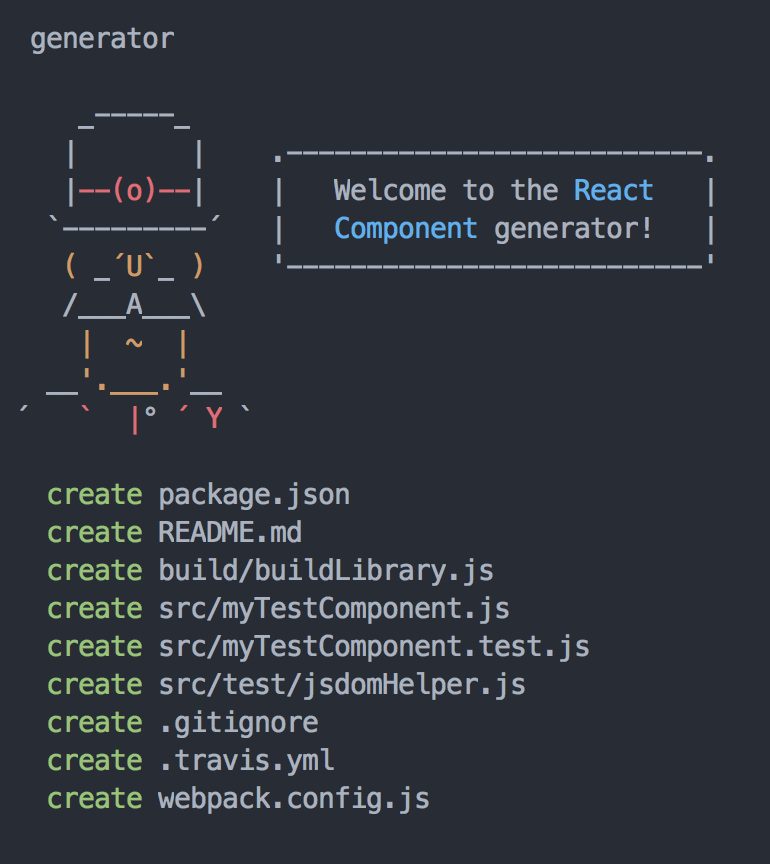 generator
     _-----_
    |       |    .--------------------------.
    |--(o)--|    |   Welcome to the React   |
   `---------´   |   Component generator!   |
    ( _´U`_ )    '--------------------------'
    /___A___\
     |  ~  |
   __'.___.'__
 ´   `  |° ´ Y `
create package.json
create README.md
create build/buildLibrary.js
create src/myTestComponent.js
create src/myTestComponent.test.js
create src/test/jsdomHelper.js
create .gitignore
create .travis.yml
create webpack.config.js